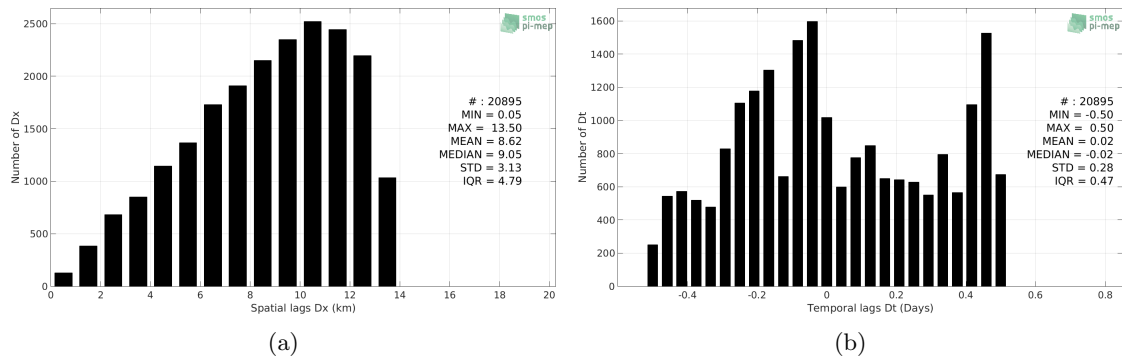 smos
pi-mep
2500
2000
1500
1000
500
0
Number of Dx
# : 20895
MIN = 0.05
MAX = 13.50
MEAN = 8.62
MEDIAN = 9.05
STD = 3.13
IQR = 4.79
0 2 4 6 8 10 12 14 16 18 20
Spatial lags Dx (km)
(a)
smos
pi-mep
1600
1400
1200
1000
800
600
400
200
0
Number of Dt
# : 20895
MIN = -0.50
MAX = 0.50
MEAN = 0.02
MEDIAN = -0.02
STD = 0.28
IQR = 0.47
-0.4 -0.2 0 0.2 0.4 0.6 0.8
Temporal lags Dt (Days)
(b)